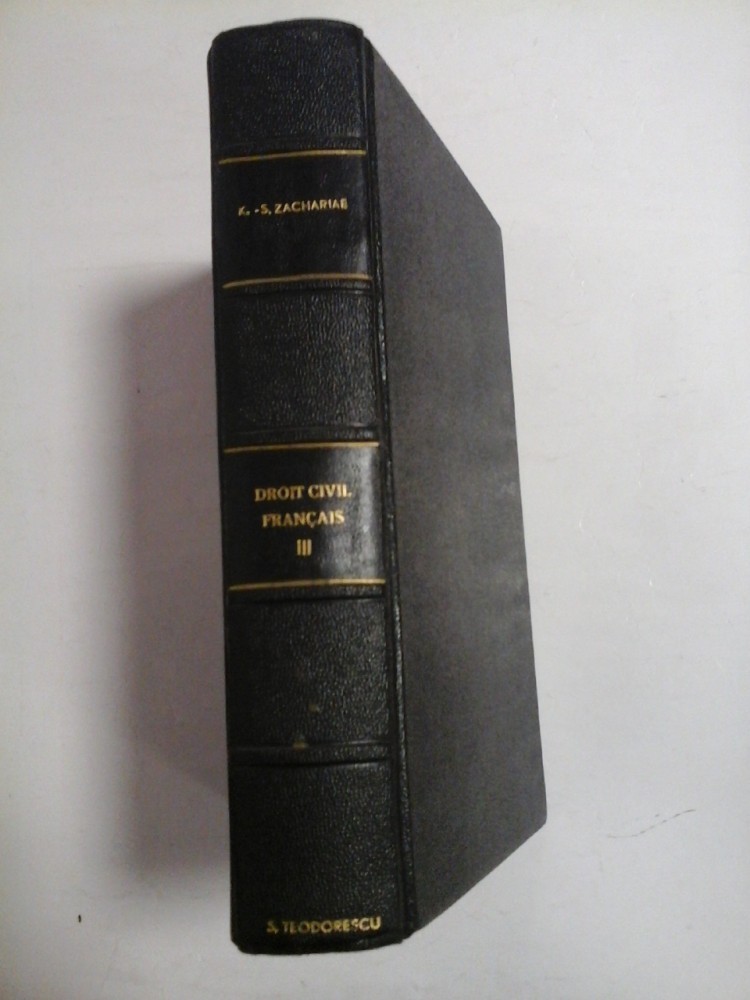 K. -S. ZACHARIAE
DROIT CIVIL
FRANÇAIS
III
S. TEODORESCU